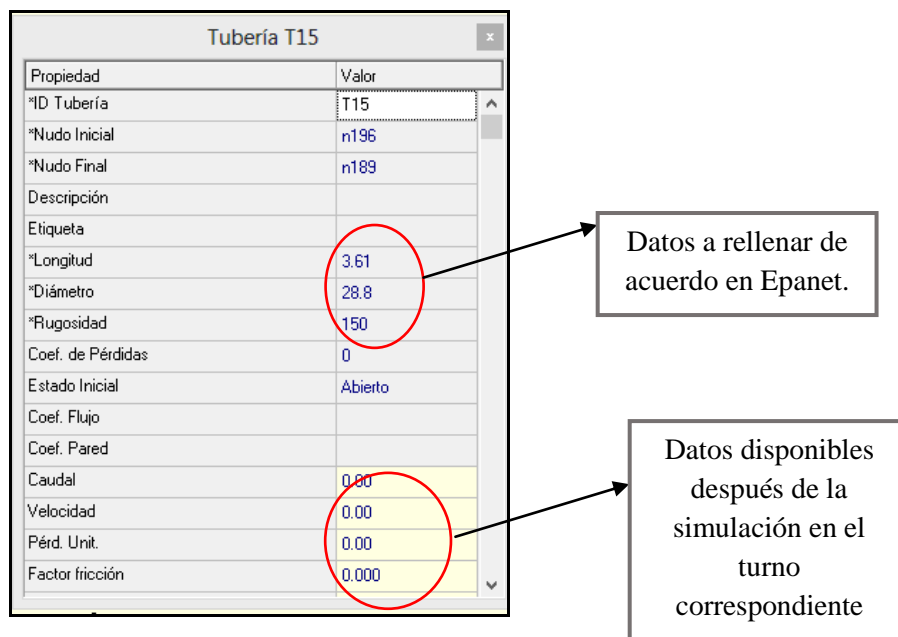 Tubería T15
x
Propiedad Valor
*ID Tubería T15
*Nudo Inicial n196
*Nudo Final n189
Descripción
Etiqueta
*Longitud 3.61
*Diámetro 28.8
*Rugosidad 150
Coef. de Pérdidas 0
Estado Inicial Abierto
Coef. Flujo
Coef. Pared
Caudal 0.00
Velocidad 0.00
Pérd. Unit. 0.00
Factor fricción 0.000
Datos a rellenar de
acuerdo en Epanet.
Datos disponibles
después de la
simulación en el
turno
correspondiente